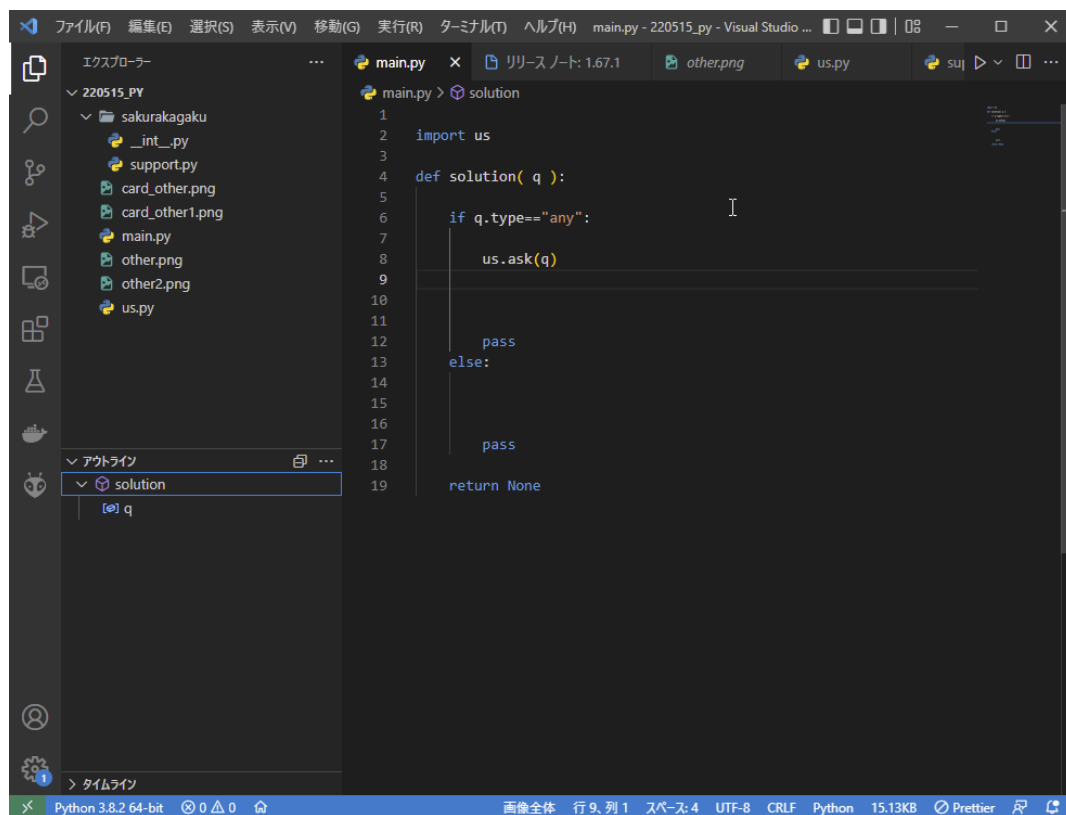 ファイル(F) 編集(E) 選択(S) 表示(V) 移動(G) 実行(R) ターミナル(T) ヘルプ(H) main.py - 220515_py - Visual Studio ...
エクスプローラー
220515_PY
sakurakagaku
__int__.py
support.py
card_other.png
card_other1.png
main.py
other.png
other2.png
us.py
アウトライン
solution
q
タイムライン
main.py リリース ノート: 1.67.1 other.png us.py sup
main.py > solution
1
2 import us
3
4 def solution( q ):
5
6 if q.type=="any":
7
8 us.ask(q)
9
10
11
12 pass
13 else:
14
15
16
17 pass
18
19 return None
1
Python 3.8.2 64-bit 0 0 画像全体 行 9、列 1 スペース: 4 UTF-8 CRLF Python 15.13KB Prettier